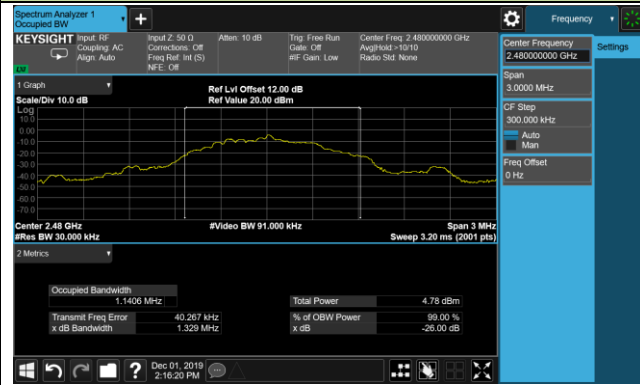 Spectrum Analyzer 1
Occupied BW
Frequency
KEYSIGHT
Input: RF
Coupling: AC
Align: Auto
Input Z: 50 Ω
Corrections: Off
Freq Ref: Int (S)
NFE: Off
Atten: 10 dB
Trig: Free Run
Gate: Off
#IF Gain: Low
Center Freq: 2.480000000 GHz
Avg|Hold:>10/10
Radio Std: None
Center Frequency
2.480000000 GHz
Settings
Span
3.0000 MHz
CF Step
300.000 kHz
Auto
Man
Freq Offset
0 Hz
1 Graph
Scale/Div 10.0 dB
Ref Lvl Offset 12.00 dB
Ref Value 20.00 dBm
Log
10.0
0.00
-10.0
-20.0
-30.0
-40.0
-50.0
-60.0
-70.0
Center 2.48 GHz
#Res BW 30.000 kHz
#Video BW 91.000 kHz
Span 3 MHz
Sweep 3.20 ms (2001 pts)
2 Metrics
Occupied Bandwidth
1.1406 MHz
Total Power 4.78 dBm
Transmit Freq Error 40.267 kHz
% of OBW Power 99.00 %
x dB Bandwidth 1.329 MHz
x dB -26.00 dB
Dec 01, 2019
2:16:20 PM